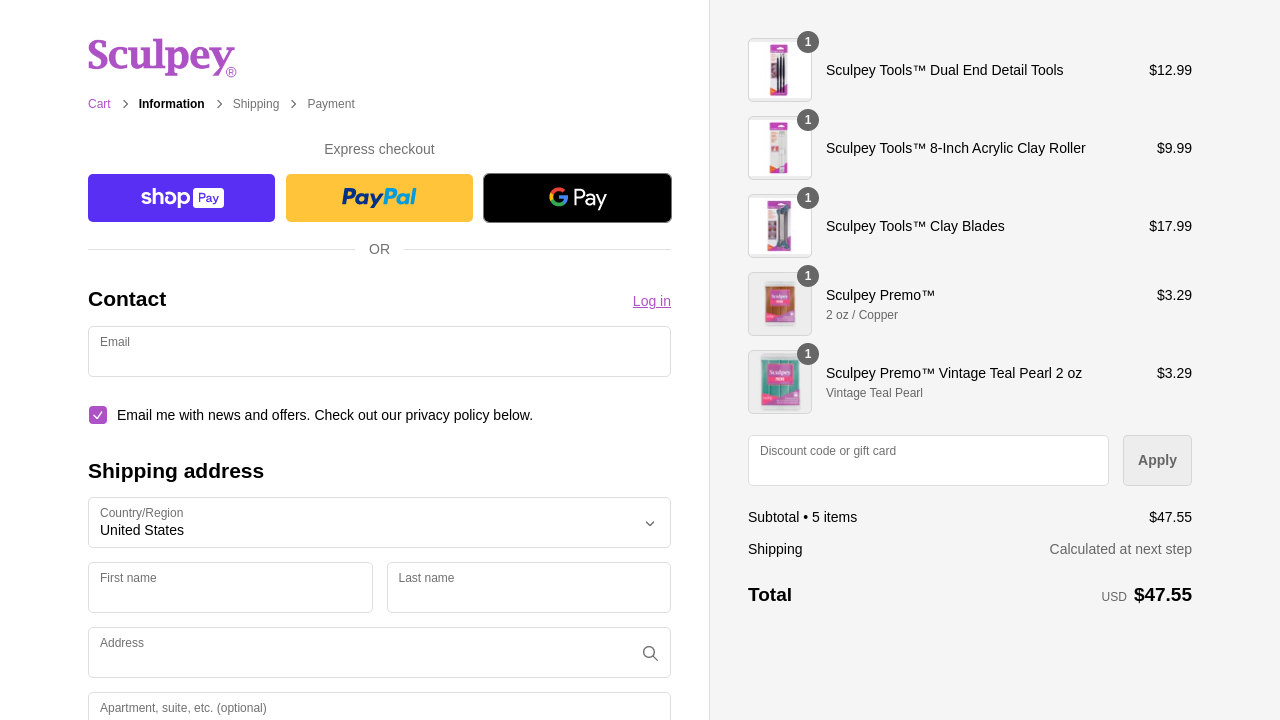 Sculpey®
Cart
Information
Shipping
Payment
Express checkout
shop Pay
PayPal
G Pay
OR
Contact
Log in
Email
Email me with news and offers. Check out our privacy policy below.
Shipping address
Country/Region
United States
First name
Last name
Address
Apartment, suite, etc. (optional)
1
Sculpey Tools™ Dual End Detail Tools
$12.99
1
Sculpey Tools™ 8-Inch Acrylic Clay Roller
$9.99
1
Sculpey Tools™ Clay Blades
$17.99
1
Sculpey Premo™
$3.29
2 oz / Copper
1
Sculpey
Sculpey Premo™ Vintage Teal Pearl 2 oz
$3.29
Vintage Teal Pearl
Discount code or gift card
Apply
Subtotal • 5 items
$47.55
Shipping
Calculated at next step
Total
USD $47.55